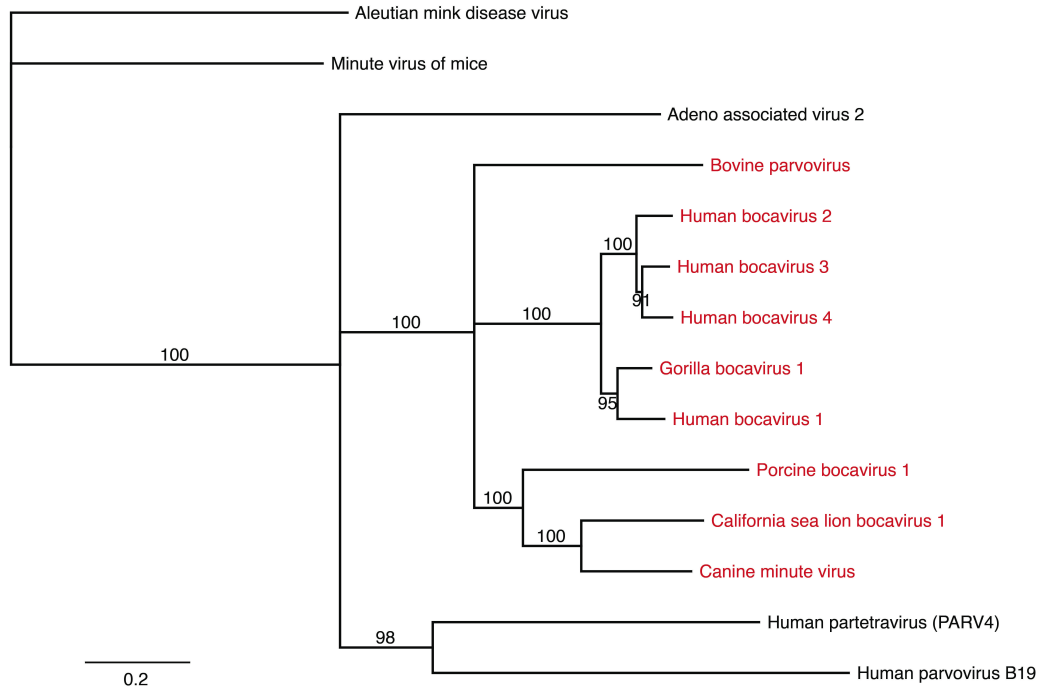 Aleutian mink disease virus
Minute virus of mice
Adeno associated virus 2
Bovine parvovirus
Human bocavirus 2
100
Human bocavirus 3
91
Human bocavirus 4
100
100
100
Gorilla bocavirus 1
95
Human bocavirus 1
Porcine bocavirus 1
100
California sea lion bocavirus 1
100
Canine minute virus
Human partetravirus (PARV4)
98
Human parvovirus B19
0.2